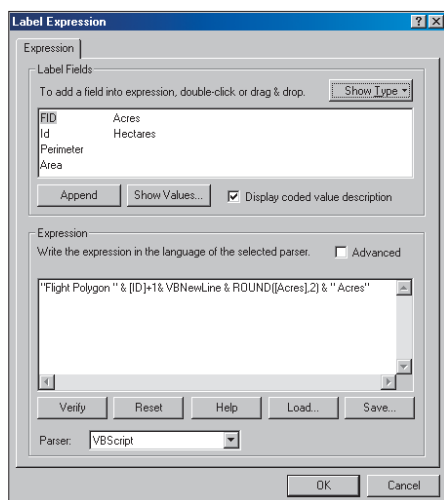 Label Expression
Expression
Label Fields
To add a field into expression, double-click or drag & drop.
Show Type
FID Acres
Id Hectares
Perimeter
Area
Append Show Values... Display coded value description
Expression
Write the expression in the language of the selected parser. Advanced
"Flight Polygon " & [ID]+1& VBNewLine & ROUND([Acres],2) & " Acres"
Verify Reset Help Load... Save...
Parser: VBScript
OK Cancel